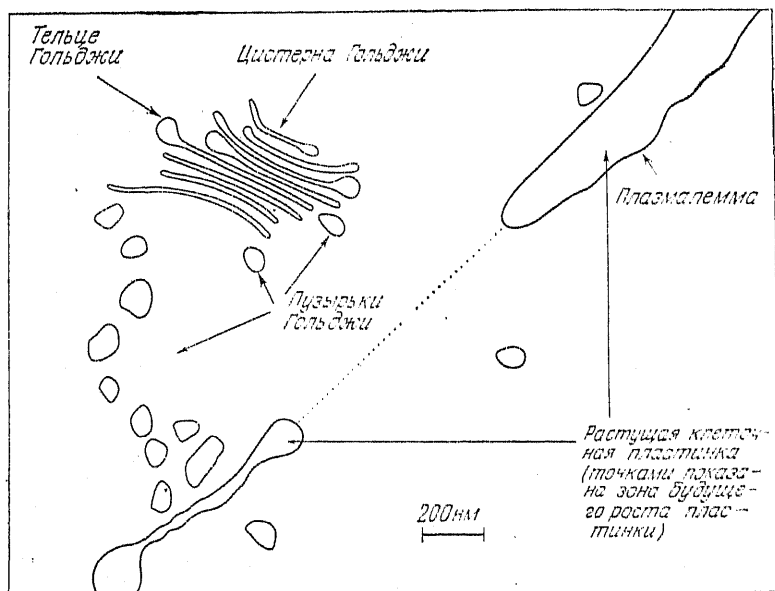 Тельце
Гольджи
Цистерна Гольджи
Плазмалемма
Пузырьки
Гольджи
Растущая клеточ-
ная пластинка
(точками показа-
на зона будуще-
го роста плас-
тинки)
200нм